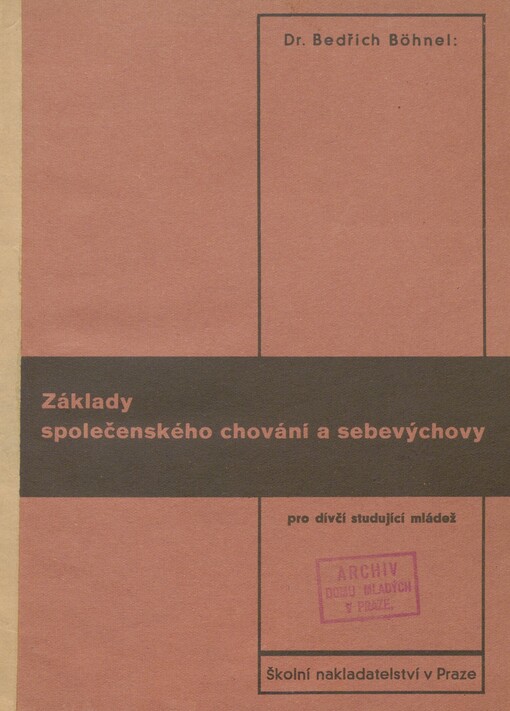 Dr. Bedřich Böhnel:
Základy
společenského chování a sebevýchovy
pro dívčí studující mládež
ARCHIV
DOMU MLADÝCH
V PRAZE.
Školní nakladatelství v Praze